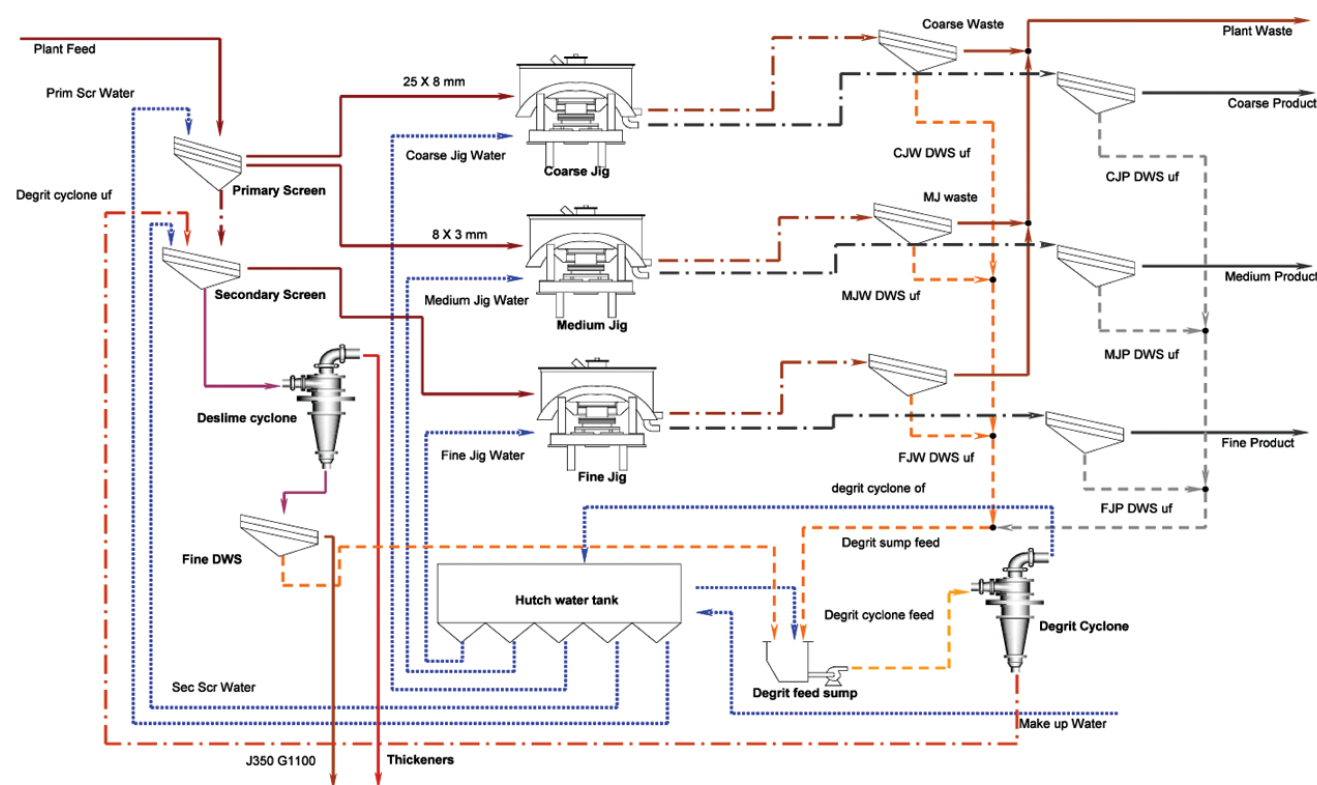 Coarse Waste
Plant Waste
Plant Feed
25 X 8 mm
Prim Scr Water
Coarse Product
Coarse Jig Water
CJW DWS uf
Coarse Jig
CJP DWS uf
Primary Screen
Degrit cyclone uf
MJ waste
8 X 3 mm
Medium Product
Secondary Screen
Medium Jig Water
MJW DWS uf
Medium Jig
MJP DWS uf
Deslime cyclone
Fine Jig Water
FJW DWS uf
Fine Product
Fine Jig
degrit cyclone of
FJP DWS uf
Degrit sump feed
Fine DWS
Hutch water tank
Degrit cyclone feed
Degrit Cyclone
Sec Scr Water
Degrit feed sump
Make up Water
J350 G1100
Thickeners